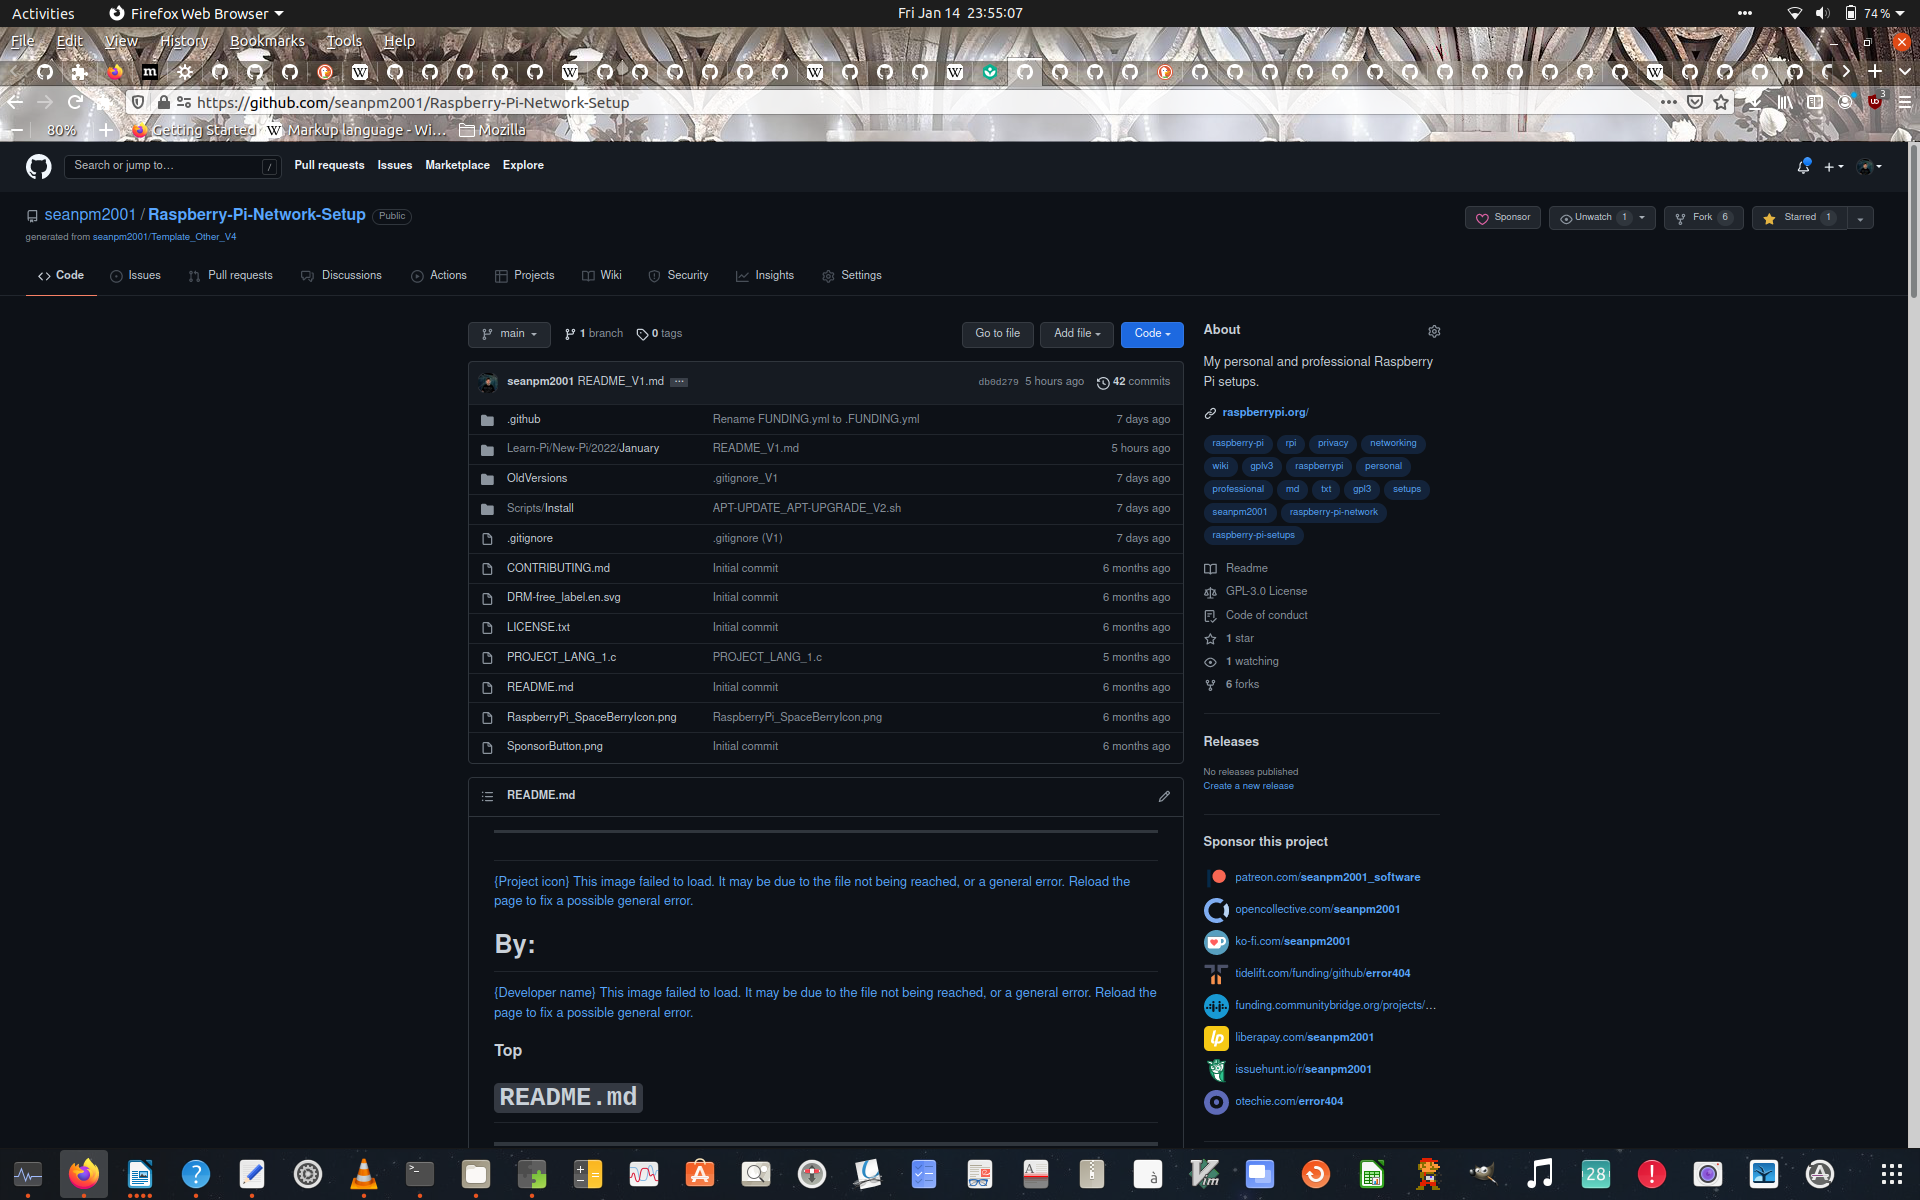 Activities Firefox Web Browser Fri Jan 14 23:55:07 74 %
File Edit View History Bookmarks Tools Help
https://github.com/seanpm2001/Raspberry-Pi-Network-Setup 3
80% Getting Started Markup language - Wi... Mozilla
Search or jump to... / Pull requests Issues Marketplace Explore
seanpm2001 / Raspberry-Pi-Network-Setup Public Sponsor Unwatch 1 Fork 6 Starred 1
generated from seanpm2001/Template_Other_V4
Code Issues Pull requests Discussions Actions Projects Wiki Security Insights Settings
main 1 branch 0 tags Go to file Add file Code
seanpm2001 README_V1.md ... db0d279 5 hours ago 42 commits
.github Rename FUNDING.yml to .FUNDING.yml 7 days ago
Learn-Pi/New-Pi/2022/January README_V1.md 5 hours ago
OldVersions .gitignore_V1 7 days ago
Scripts/Install APT-UPDATE_APT-UPGRADE_V2.sh 7 days ago
.gitignore .gitignore (V1) 7 days ago
CONTRIBUTING.md Initial commit 6 months ago
DRM-free_label.en.svg Initial commit 6 months ago
LICENSE.txt Initial commit 6 months ago
PROJECT_LANG_1.c PROJECT_LANG_1.c 5 months ago
README.md Initial commit 6 months ago
RaspberryPi_SpaceBerryIcon.png RaspberryPi_SpaceBerryIcon.png 6 months ago
SponsorButton.png Initial commit 6 months ago
README.md
{Project icon} This image failed to load. It may be due to the file not being reached, or a general error. Reload the
page to fix a possible general error.
By:
{Developer name} This image failed to load. It may be due to the file not being reached, or a general error. Reload the
page to fix a possible general error.
Top
README.md
About
My personal and professional Raspberry
Pi setups.
raspberrypi.org/
raspberry-pi rpi privacy networking
wiki gplv3 raspberrypi personal
professional md txt gpl3 setups
seanpm2001 raspberry-pi-network
raspberry-pi-setups
Readme
GPL-3.0 License
Code of conduct
1 star
1 watching
6 forks
Releases
No releases published
Create a new release
Sponsor this project
patreon.com/seanpm2001_software
opencollective.com/seanpm2001
ko-fi.com/seanpm2001
tidelift.com/funding/github/error404
funding.communitybridge.org/projects/...
liberapay.com/seanpm2001
issuehunt.io/r/seanpm2001
otechie.com/error404
28